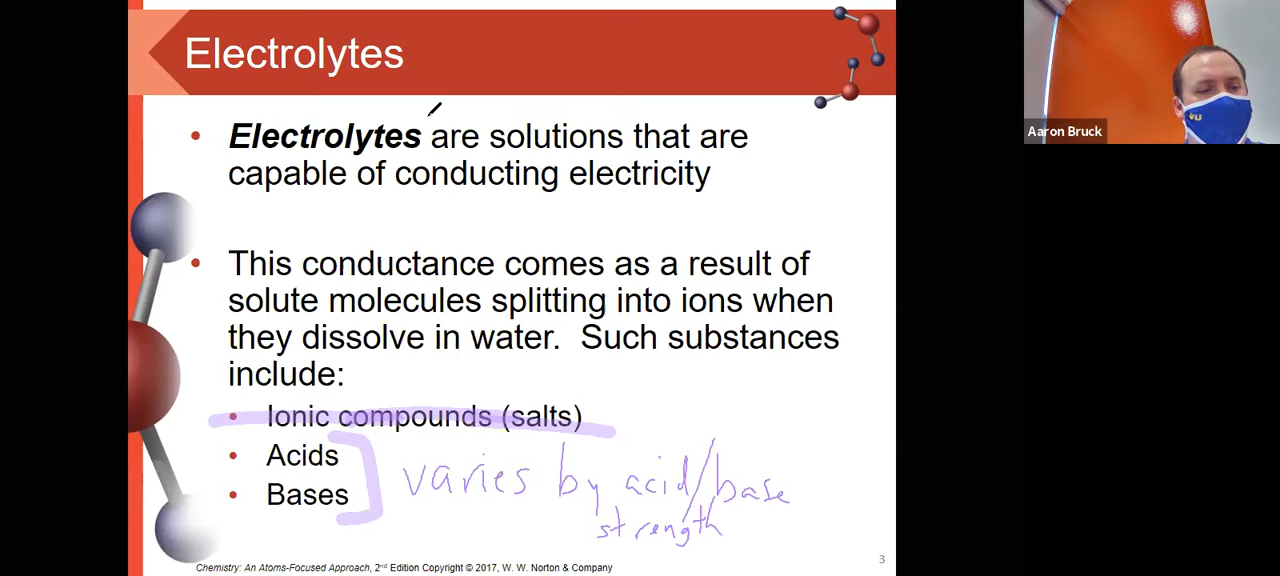 Electrolytes
Aaron Bruck
VU
• Electrolytes are solutions that are
capable of conducting electricity
• This conductance comes as a result of
solute molecules splitting into ions when
they dissolve in water.  Such substances
include:
• Ionic compounds (salts)
• Acids
• Bases
varies by acid/base
strength
3
Chemistry: An Atoms-Focused Approach, 2nd Edition Copyright © 2017, W. W. Norton & Company